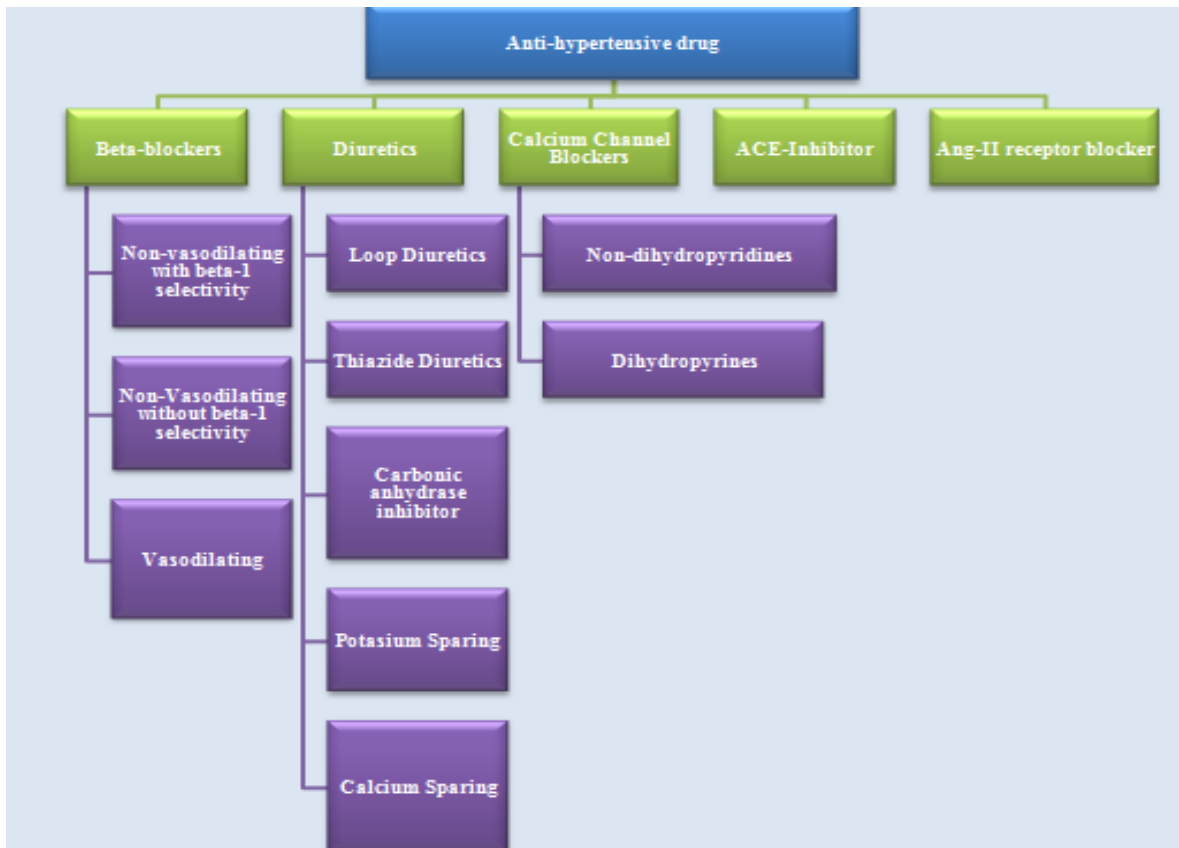 Anti-hypertensive drug
Beta-blockers
Diuretics
Calcium Channel
Blockers
ACE-Inhibitor
Ang-II receptor blocker
Non-vasodilating
with beta-1
selectivity
Non-Vasodilating
without beta-1
selectivity
Vasodilating
Loop Diuretics
Thiazide Diuretics
Carbonic
anhydrase
inhibitor
Potasium Sparing
Calcium Sparing
Non-dihydropyridines
Dihydropyrines